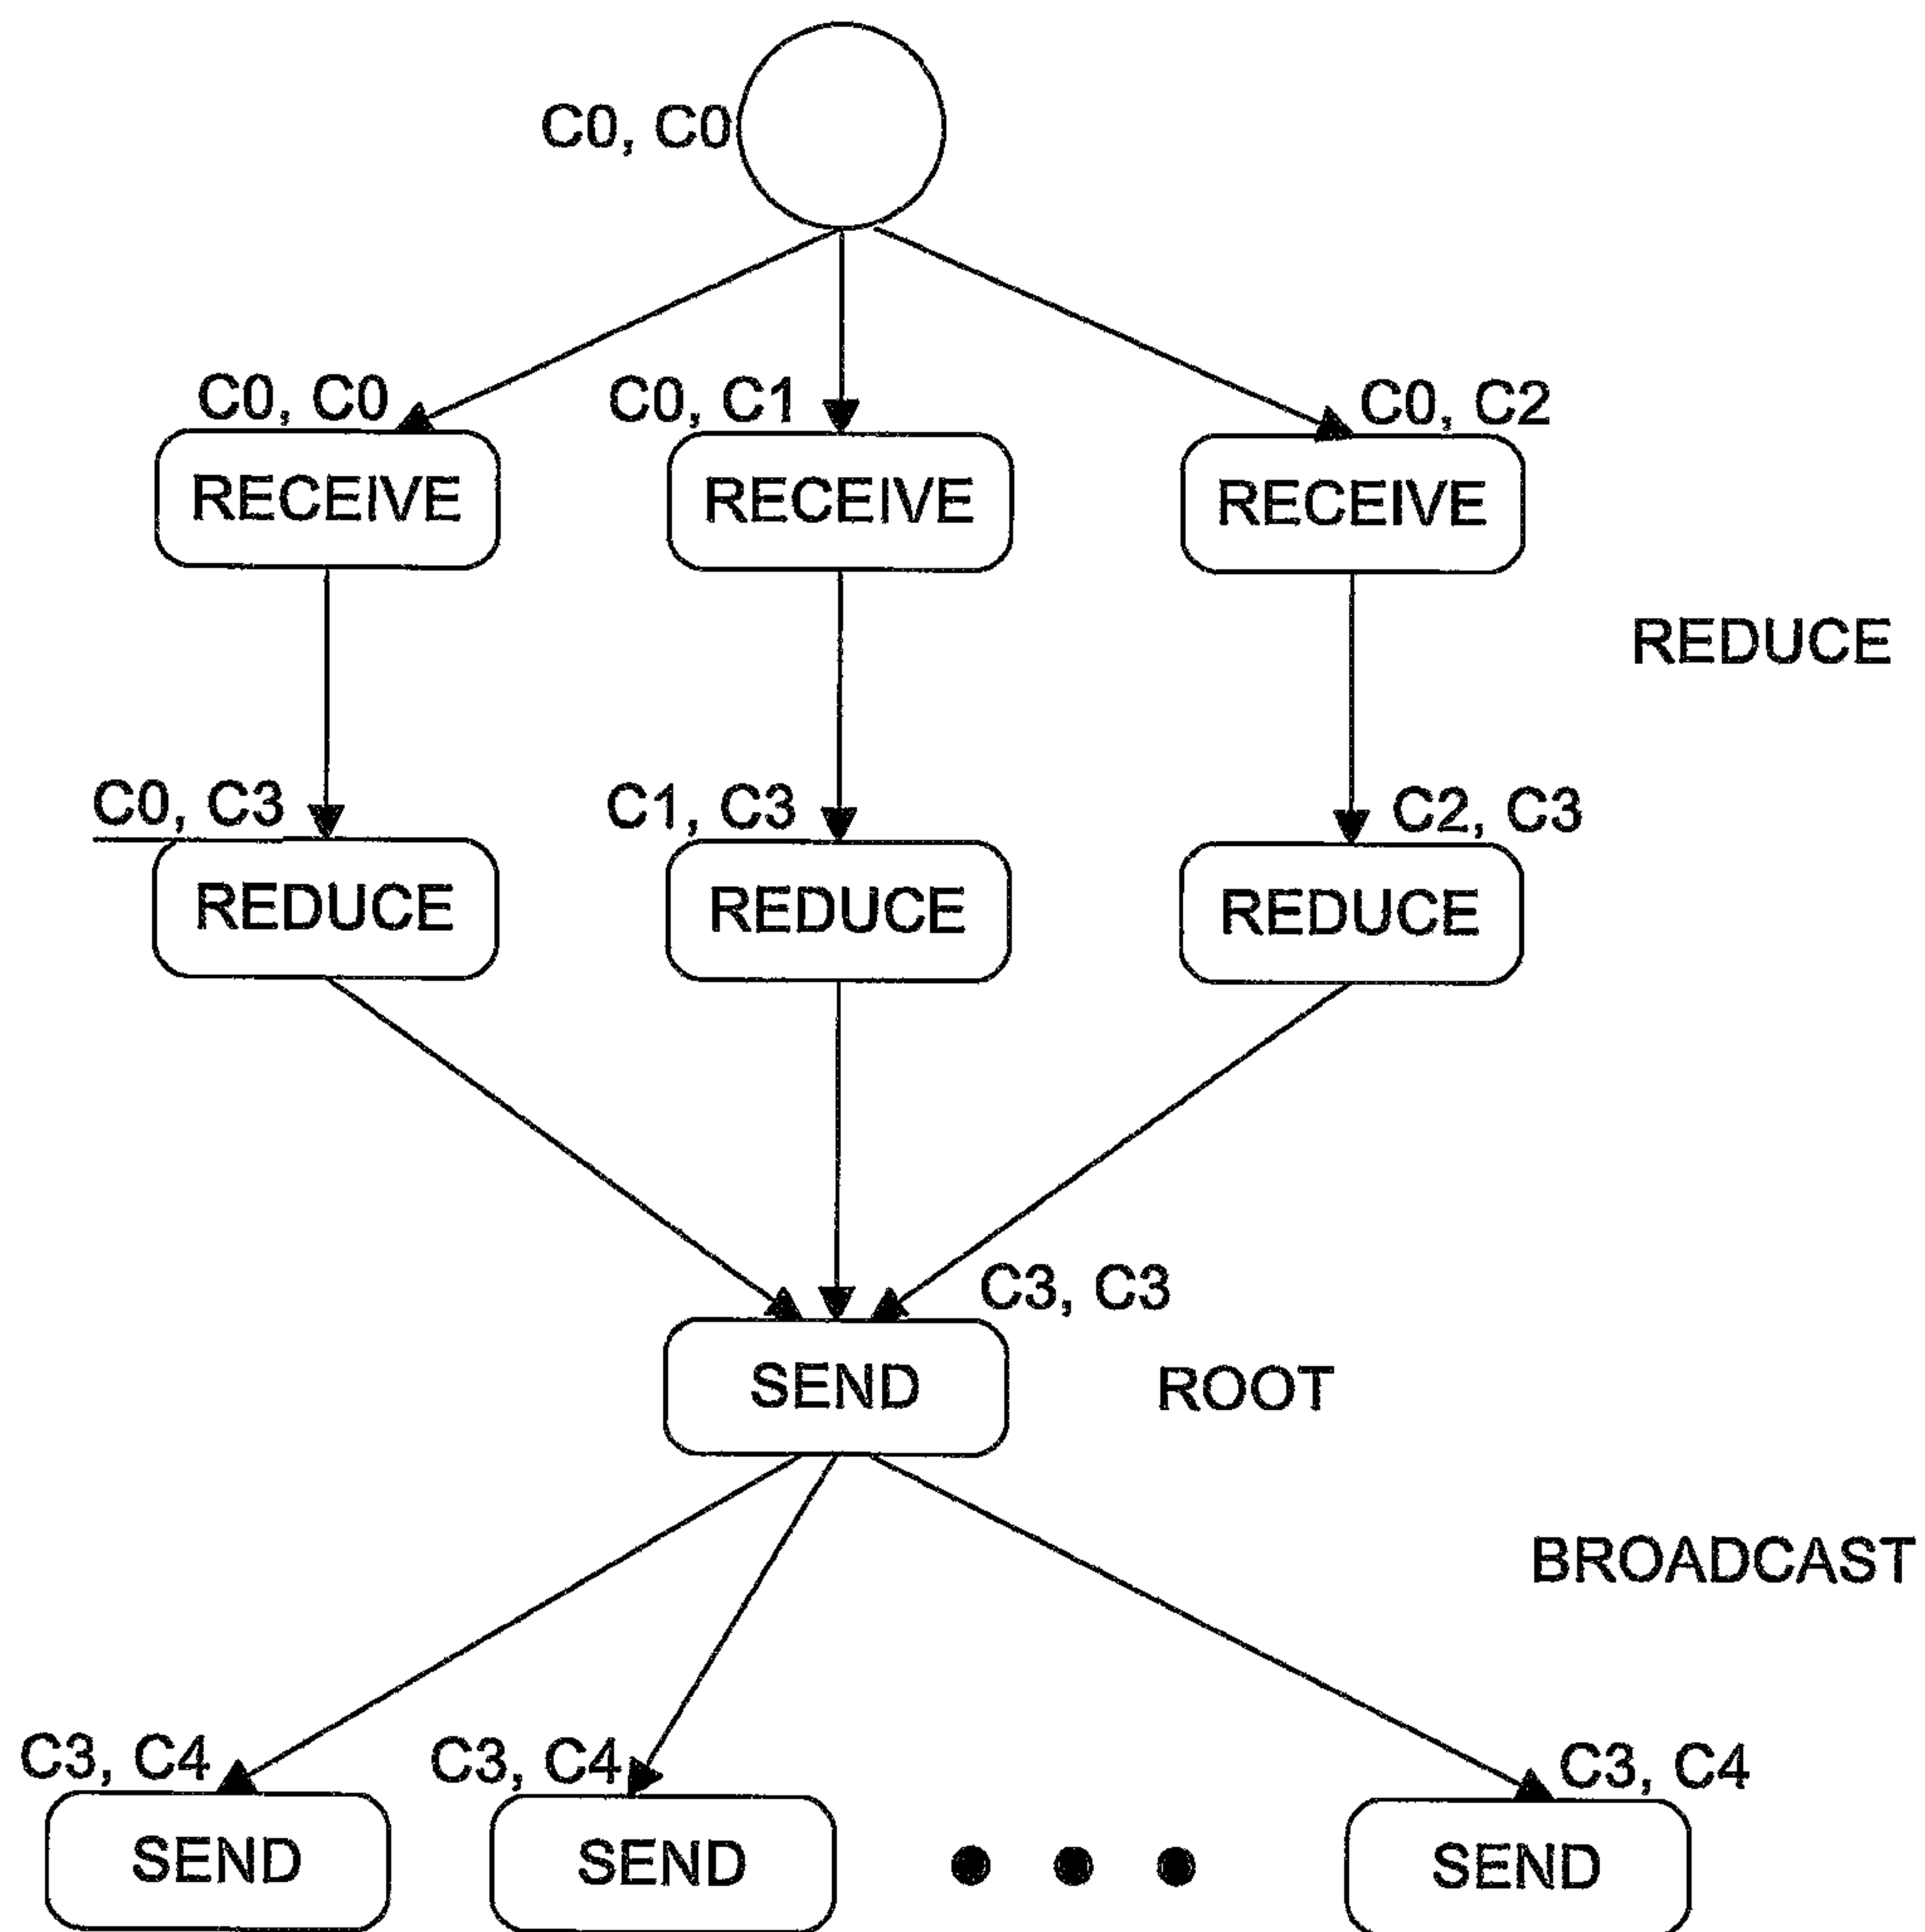 C0, C0
C0, C0
C0, C1
C0, C2
RECEIVE
RECEIVE
RECEIVE
REDUCE
C0, C3
C1, C3
C2, C3
REDUCE
REDUCE
REDUCE
C3, C3
SEND
ROOT
BROADCAST
C3, C4
C3, C4
C3, C4
SEND
SEND
SEND